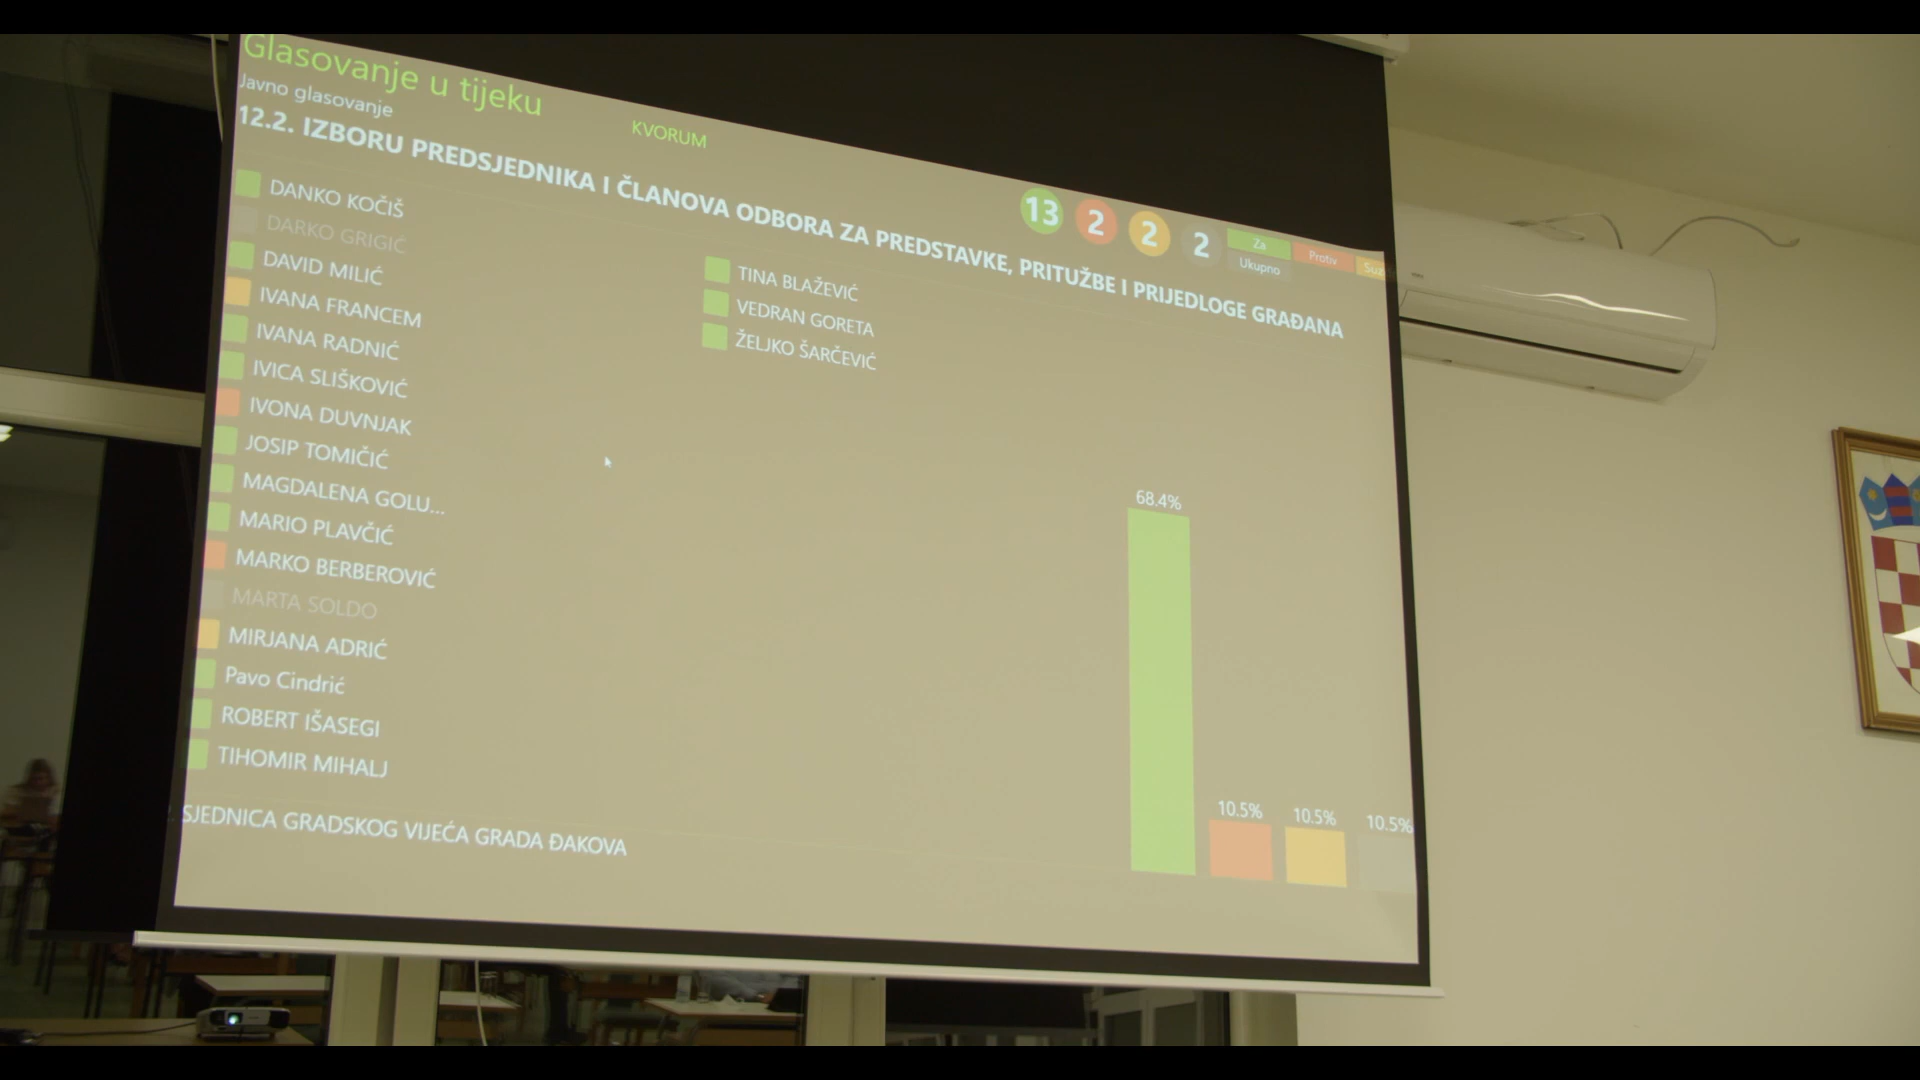 Glasovanje u tijeku
Javno glasovanje
KVORUM
12.2. IZBORU PREDSJEDNIKA I ČLANOVA ODBORA ZA PREDSTAVKE, PRITUŽBE I PRIJEDLOGE GRAĐANA
13 2 2 2
Za Protiv
Ukupno
DANKO KOČIŠ
DARKO GRIGIĆ
DAVID MILIĆ
IVANA FRANCEM
IVANA RADNIĆ
IVICA SLIŠKOVIĆ
IVONA DUVNJAK
JOSIP TOMIČIĆ
MAGDALENA GOLU...
MARIO PLAVČIĆ
MARKO BERBEROVIĆ
MARTA SOLDO
MIRJANA ADRIĆ
Pavo Cindrić
ROBERT IŠASEGI
TIHOMIR MIHALJ
TINA BLAŽEVIĆ
VEDRAN GORETA
ŽELJKO ŠARČEVIĆ
68.4%
10.5%
10.5%
10.5%
SJEDNICA GRADSKOG VIJEĆA GRADA ĐAKOVA